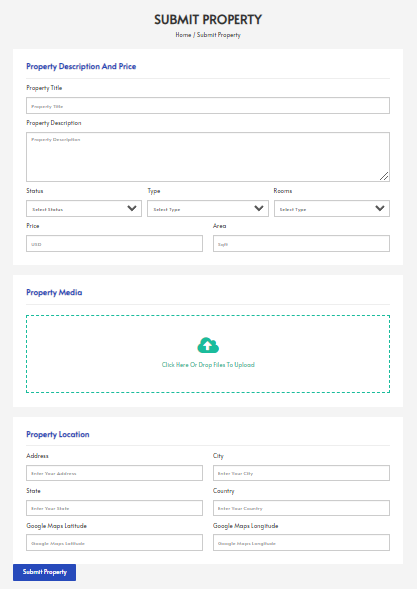 SUBMIT PROPERTY
Home / Submit Property
Property Description And Price
Property Title
Property Title
Property Description
Property Description
Status Type Rooms
Select Status Select Type Select Type
Price Area
USD Sqft
Property Media
Click Here Or Drop Files To Upload
Property Location
Address City
Enter Your Address Enter Your City
State Country
Enter Your State Enter Your Country
Google Maps Latitude Google Maps Longitude
Google Maps Latitude Google Maps Longitude
Submit Property